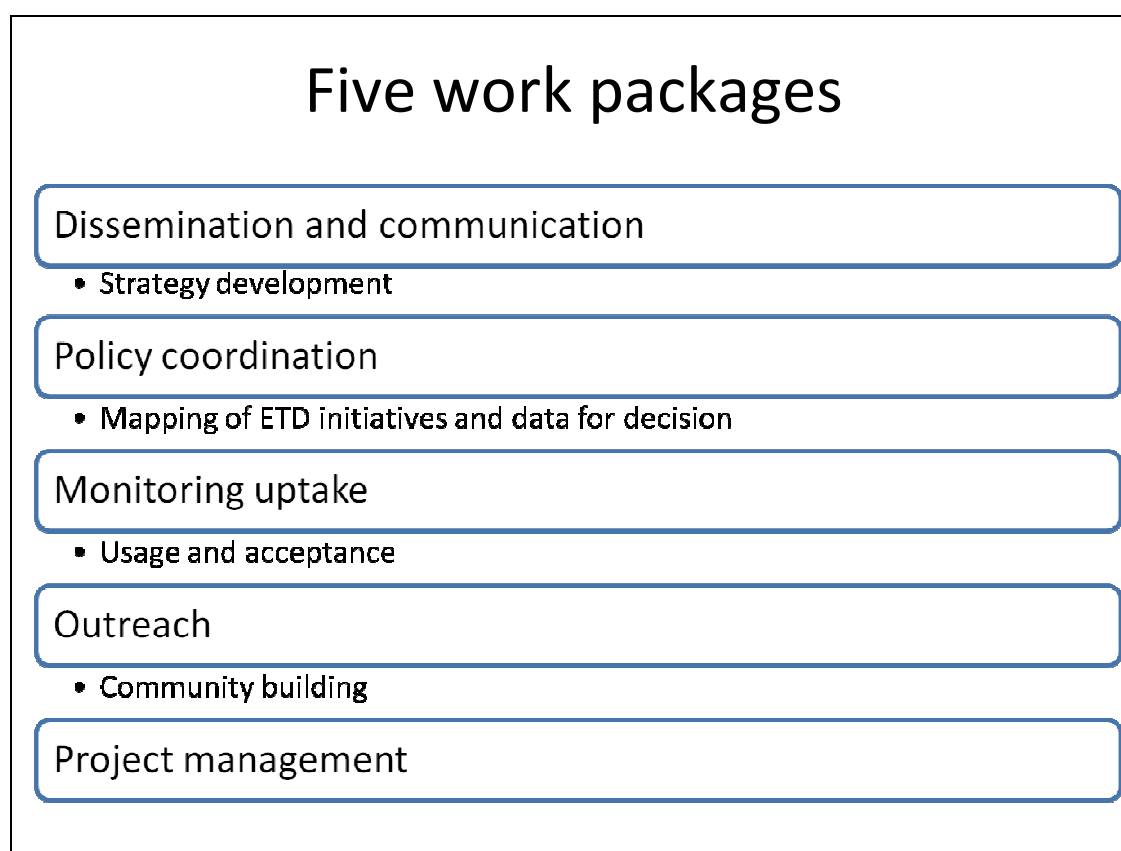 Five work packages
Dissemination and communication
• Strategy development
Policy coordination
• Mapping of ETD initiatives and data for decision
Monitoring uptake
• Usage and acceptance
Outreach
• Community building
Project management